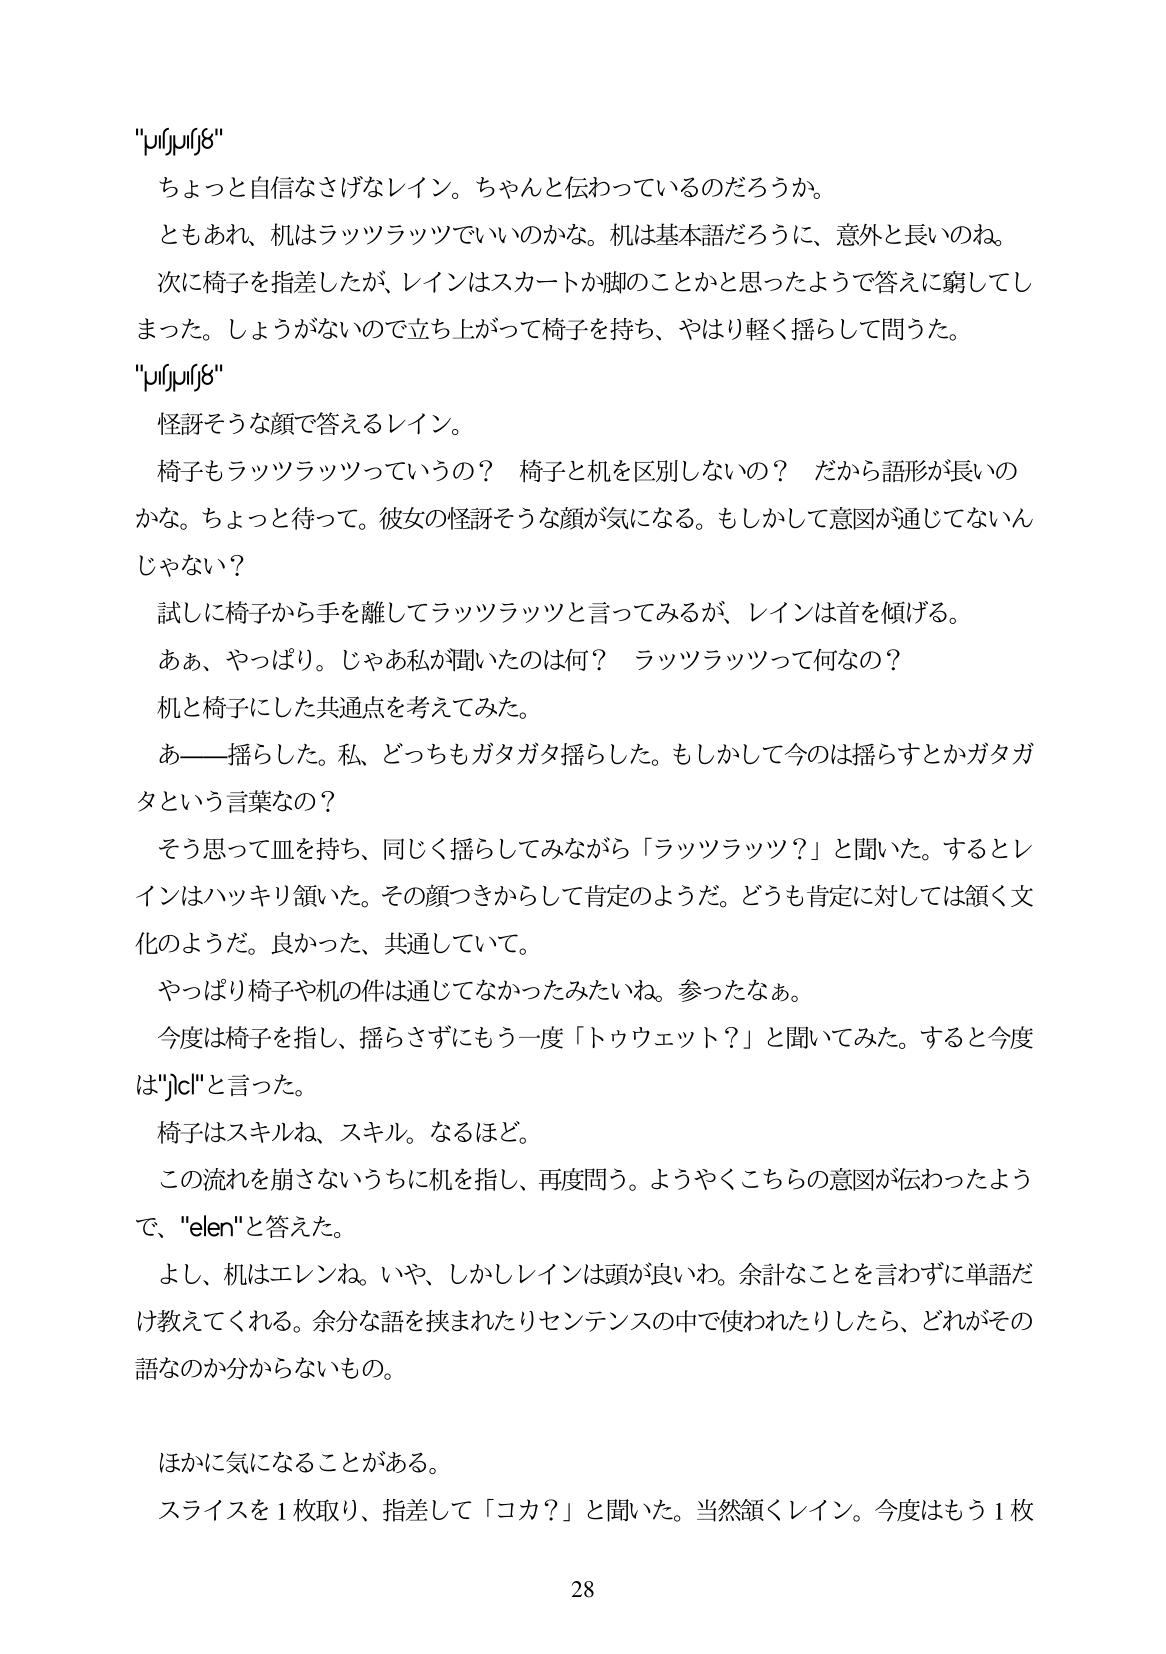 ちょっと自信なさげなレイン。ちゃんと伝わっているのだろうか。
ともあれ、机はラッツラッツでいいのかな。机は基本語だろうに、意外と長いのね。
次に椅子を指差したが、レインはスカートか脚のことかと思ったようで答えに窮してし
まった。しょうがないので立ち上がって椅子を持ち、やはり軽く揺らして問うた。
怪訝そうな顔で答えるレイン。
椅子もラッツラッツっていうの？　椅子と机を区別しないの？　だから語形が長いの
かな。ちょっと待って。彼女の怪訝そうな顔が気になる。もしかして意図が通じてないん
じゃない？
試しに椅子から手を離してラッツラッツと言ってみるが、レインは首を傾げる。
あぁ、やっぱり。じゃあ私が聞いたのは何？　ラッツラッツって何なの？
机と椅子にした共通点を考えてみた。
あ――揺らした。私、どっちもガタガタ揺らした。もしかして今のは揺らすとかガタガ
タという言葉なの？
そう思って皿を持ち、同じく揺らしてみながら「ラッツラッツ？」と聞いた。するとレ
インはハッキリ頷いた。その顔つきからして肯定のようだ。どうも肯定に対しては頷く文
化のようだ。良かった、共通していて。
やっぱり椅子や机の件は通じてなかったみたいね。参ったなぁ。
今度は椅子を指し、揺らさずにもう一度「トゥウェット？」と聞いてみた。すると今度
は""と言った。
椅子はスキルね、スキル。なるほど。
この流れを崩さないうちに机を指し、再度問う。ようやくこちらの意図が伝わったよう
で、"elen"と答えた。
よし、机はエレンね。いや、しかしレインは頭が良いわ。余計なことを言わずに単語だ
け教えてくれる。余分な語を挟まれたりセンテンスの中で使われたりしたら、どれがその
語なのか分からないもの。
ほかに気になることがある。
スライスを1枚取り、指差して「コカ？」と聞いた。当然頷くレイン。今度はもう1枚
28